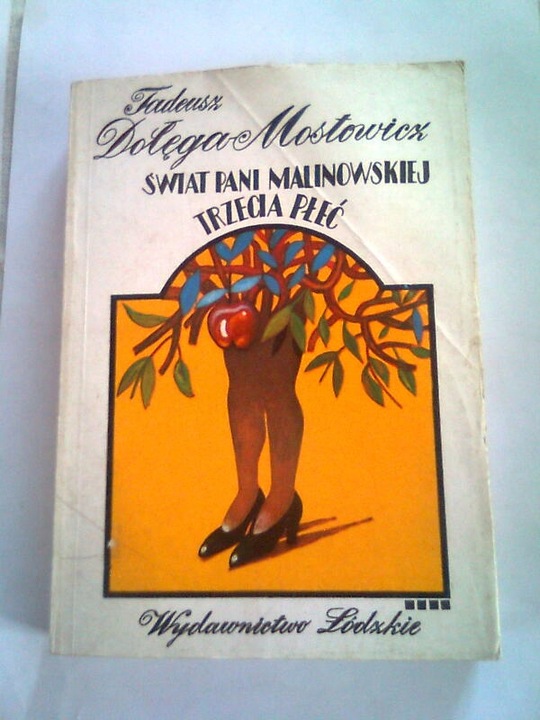 Tadeusz
Dołęga-Mostowicz
ŚWIAT PANI MALINOWSKIEJ
TRZECIA PŁEĆ
Wydawnictwo Łódzkie